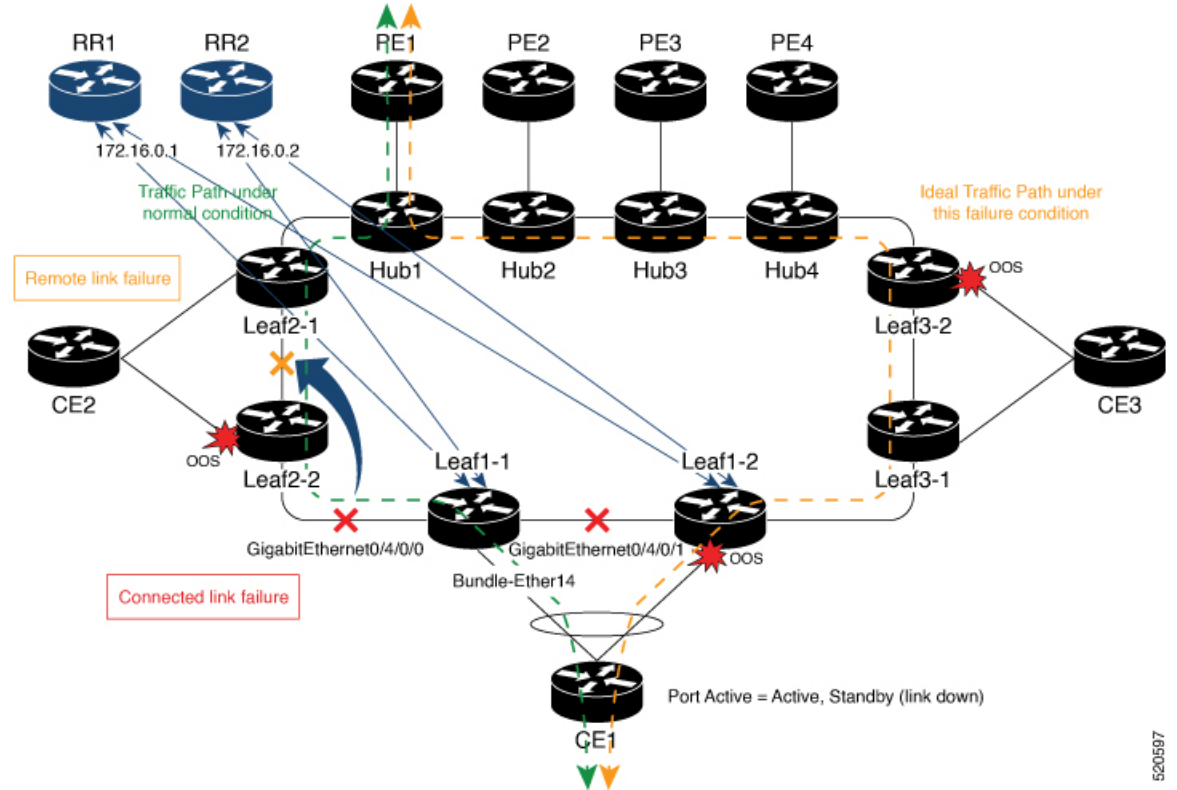 RR1
RR2
PE1
PE2
PE3
PE4
172.16.0.1
172.16.0.2
Traffic Path under
normal condition
Ideal Traffic Path under
this failure condition
Hub1
Hub2
Hub3
Hub4
Remote link failure
Leaf2-1
OOS
Leaf3-2
CE2
CE3
OOS
Leaf2-2
Leaf1-1
Leaf1-2
Leaf3-1
GigabitEthernet0/4/0/0
GigabitEthernet0/4/0/1
OOS
Bundle-Ether14
Connected link failure
Port Active = Active, Standby (link down)
CE1
520597